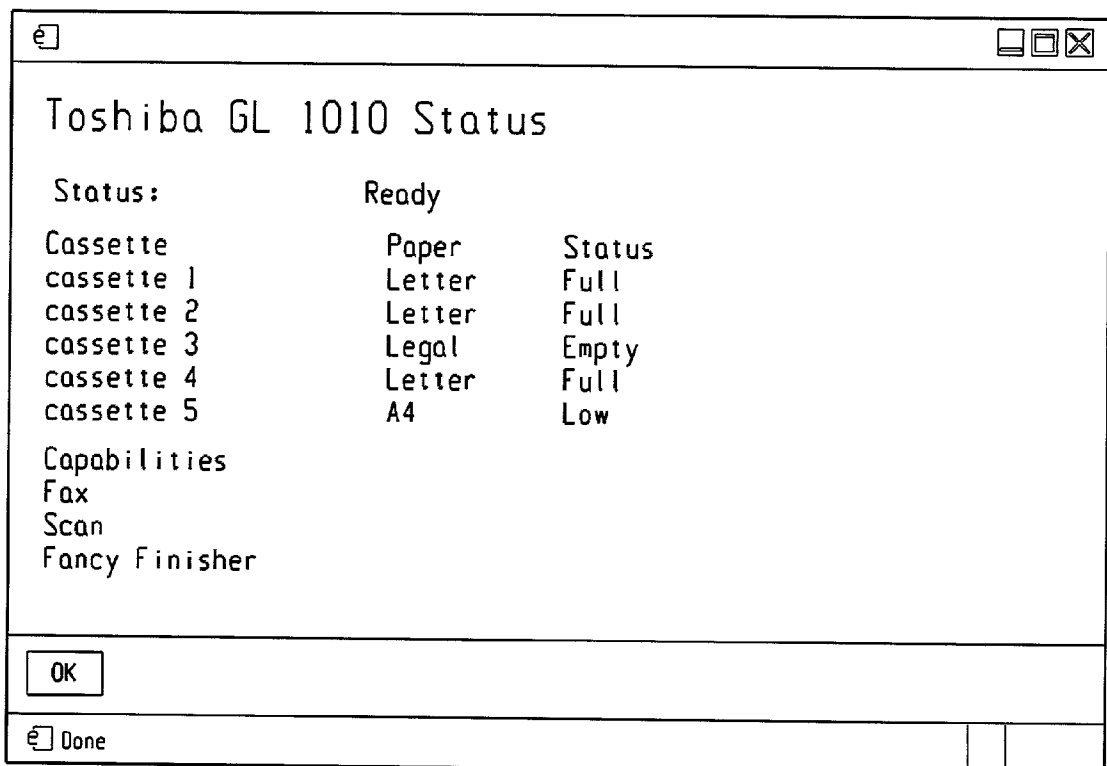 Toshiba GL 1010 Status
Status: Ready
Cassette Paper Status
cassette 1 Letter Full
cassette 2 Letter Full
cassette 3 Legal Empty
cassette 4 Letter Full
cassette 5 A4 Low
Capabilities
Fax
Scan
Fancy Finisher
OK
Done